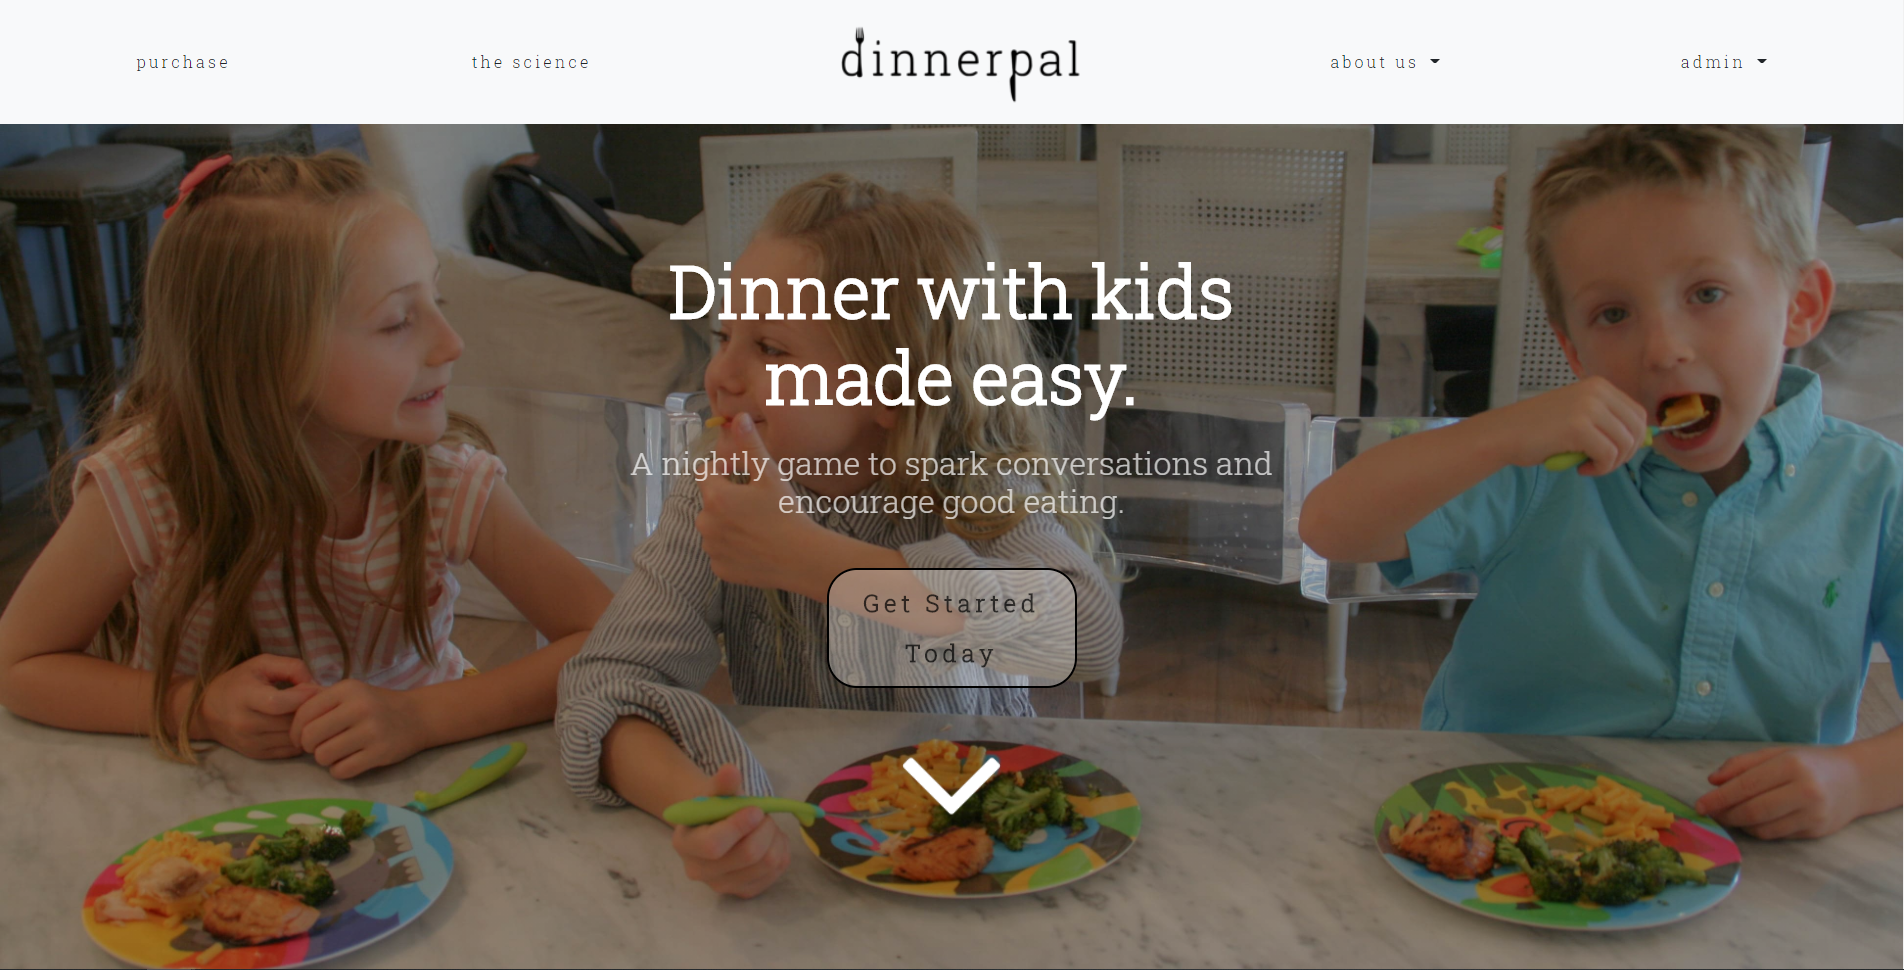 purchase
the science
dinnerpal
about us
admin
Dinner with kids
made easy.
A nightly game to spark conversations and
encourage good eating.
Get Started
Today